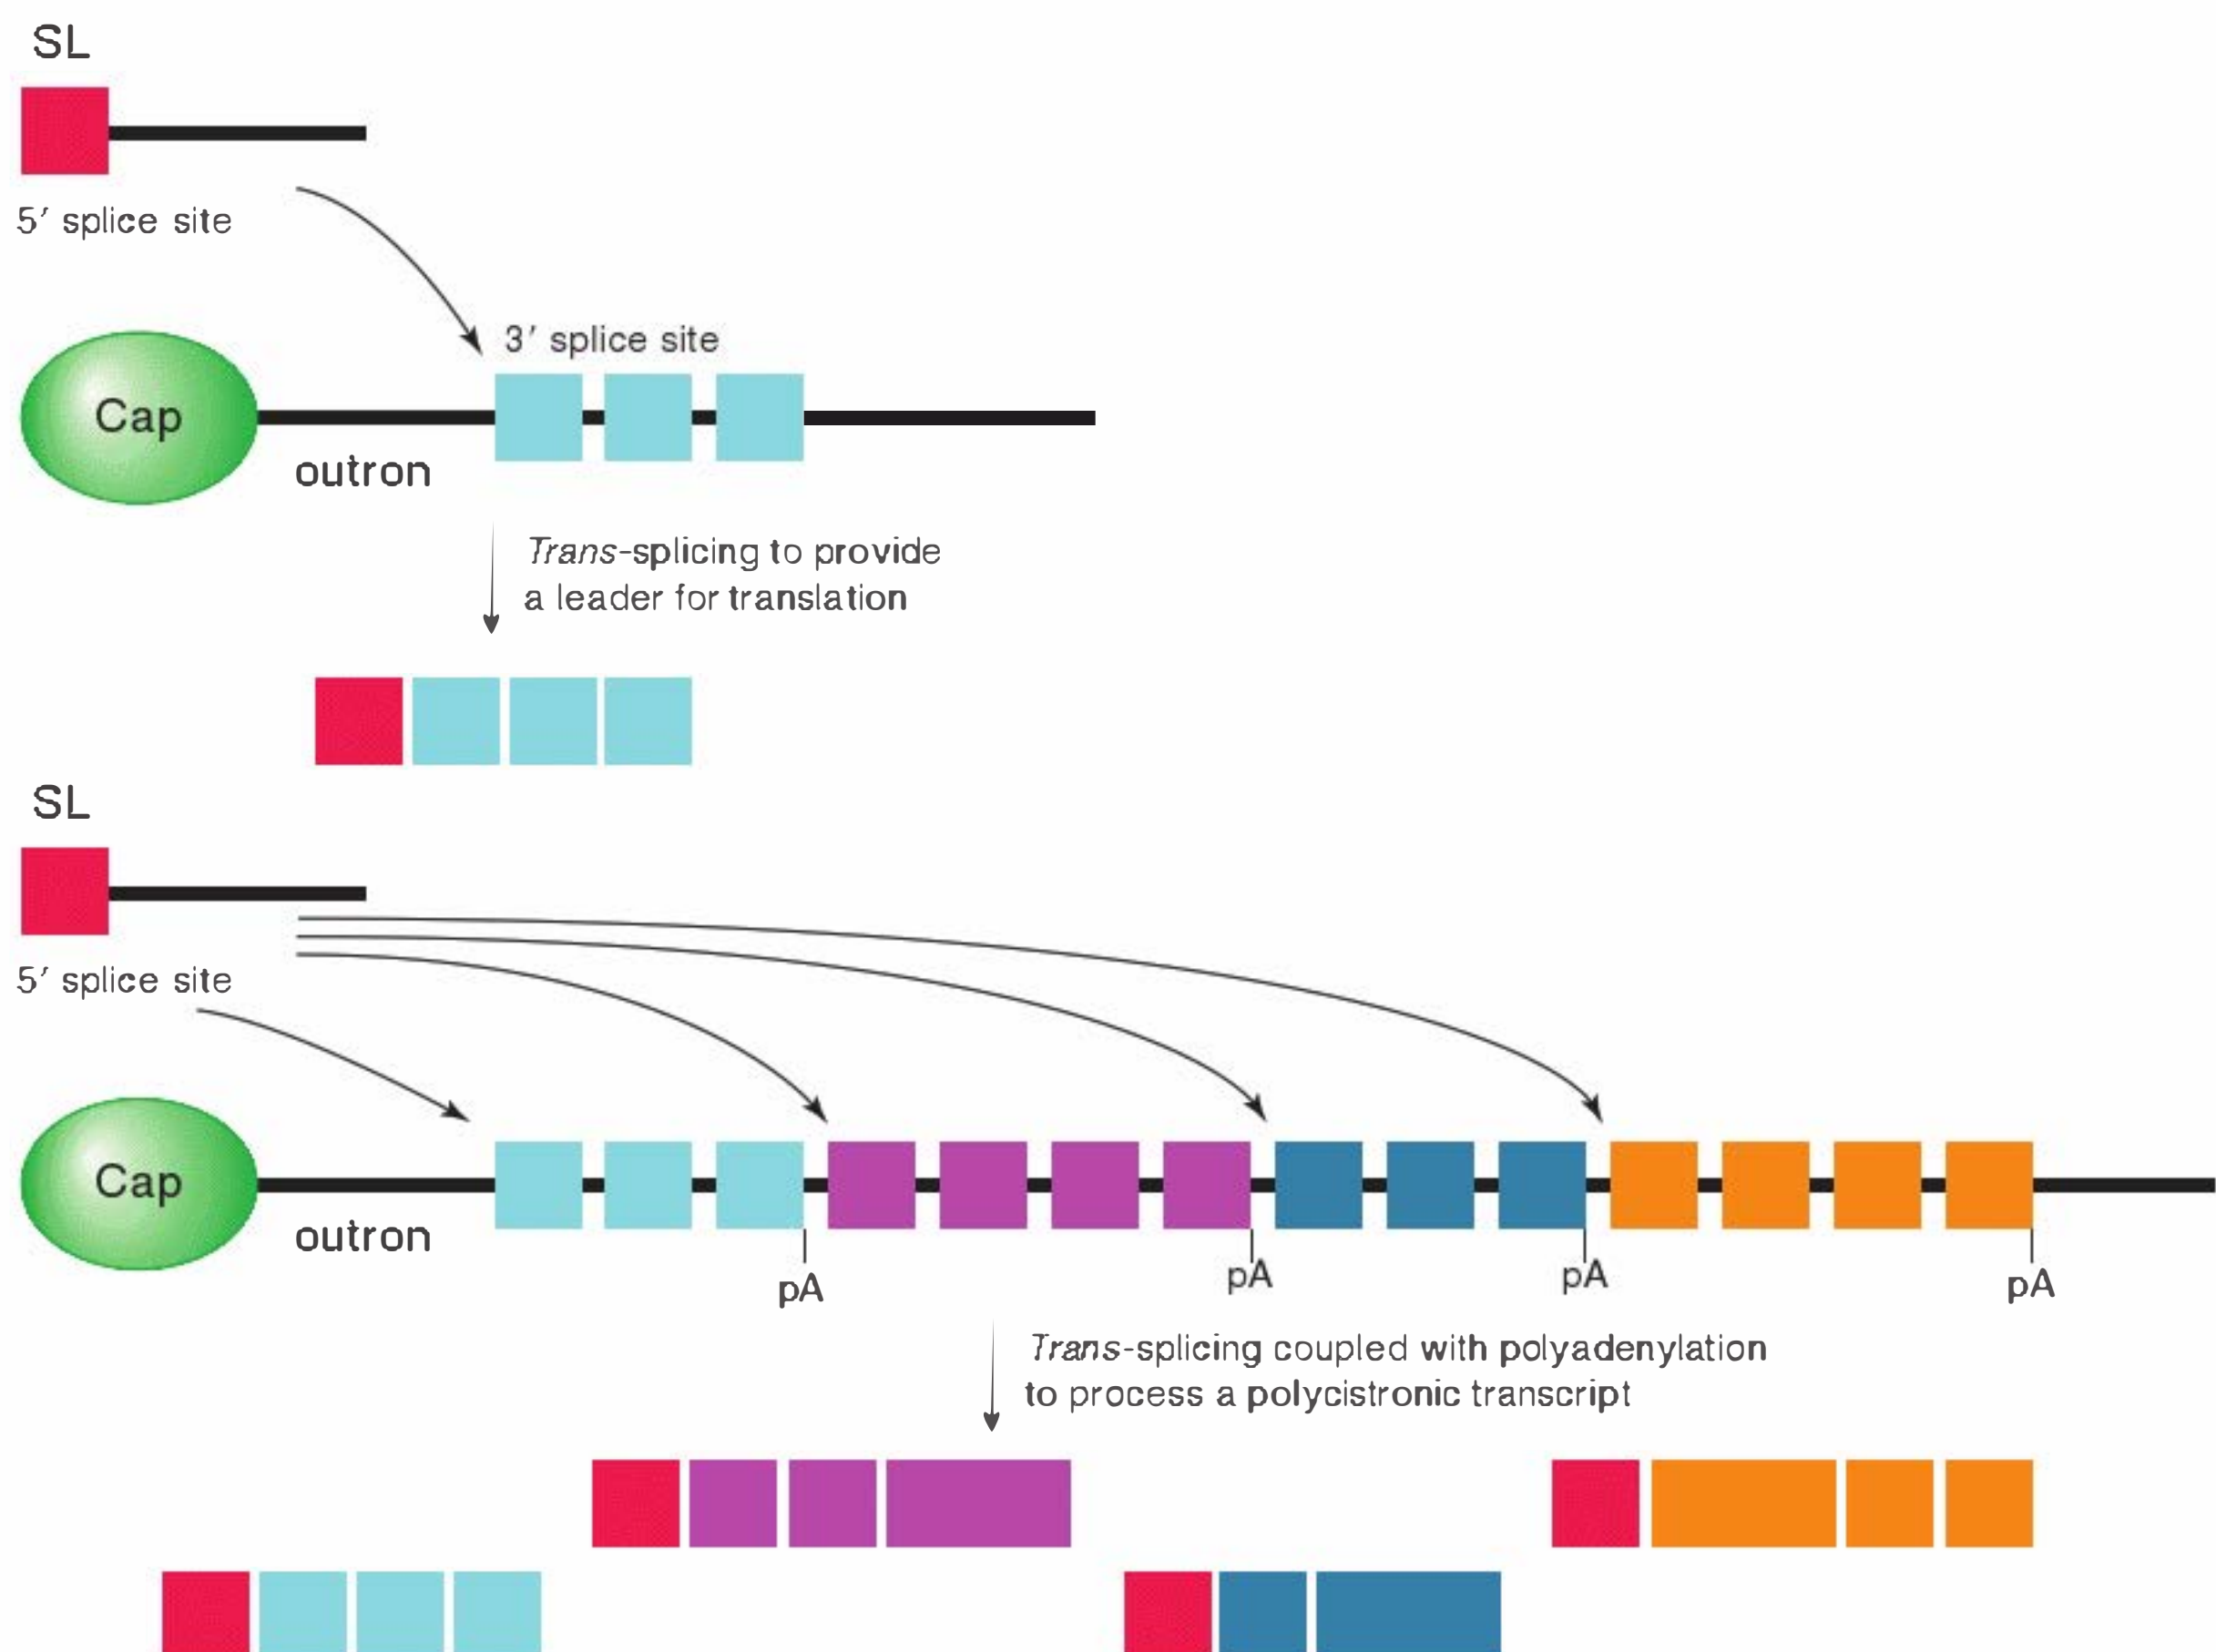 SL
5′ splice site
3′ splice site
Cap
outron
Trans-splicing to provide
a leader for translation
SL
5′ splice site
Cap
outron
pA
pA
pA
pA
Trans-splicing coupled with polyadenylation
to process a polycistronic transcript